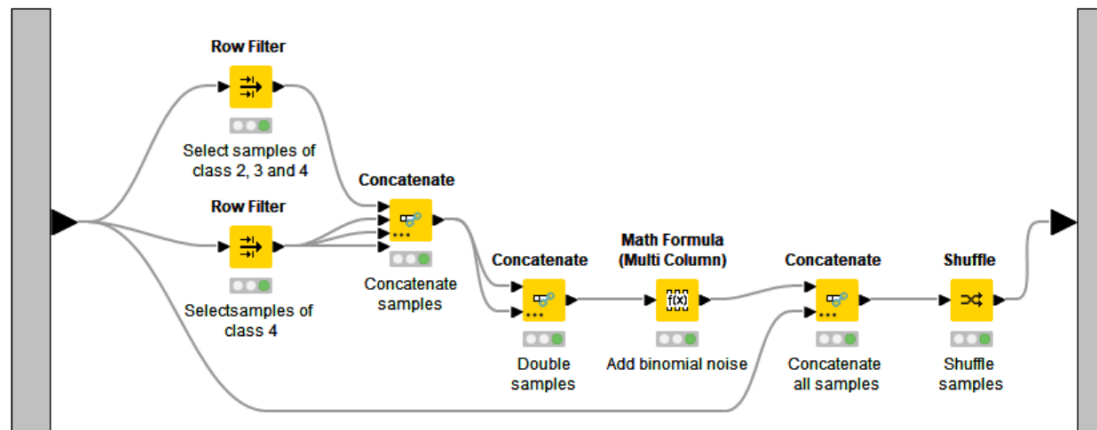 Row Filter
Select samples of
class 2, 3 and 4
Row Filter
Selectsamples of
class 4
Concatenate
Concatenate
samples
Concatenate
Double
samples
Math Formula
(Multi Column)
f(x)
Add binomial noise
Concatenate
Concatenate
all samples
Shuffle
Shuffle
samples